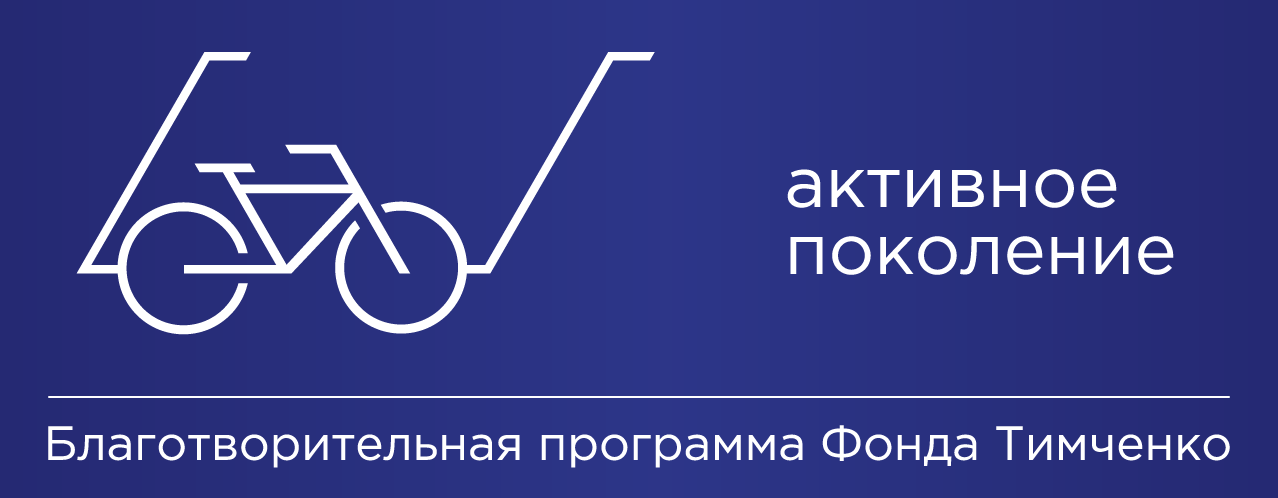 активное
поколение
Благотворительная программа Фонда Тимченко